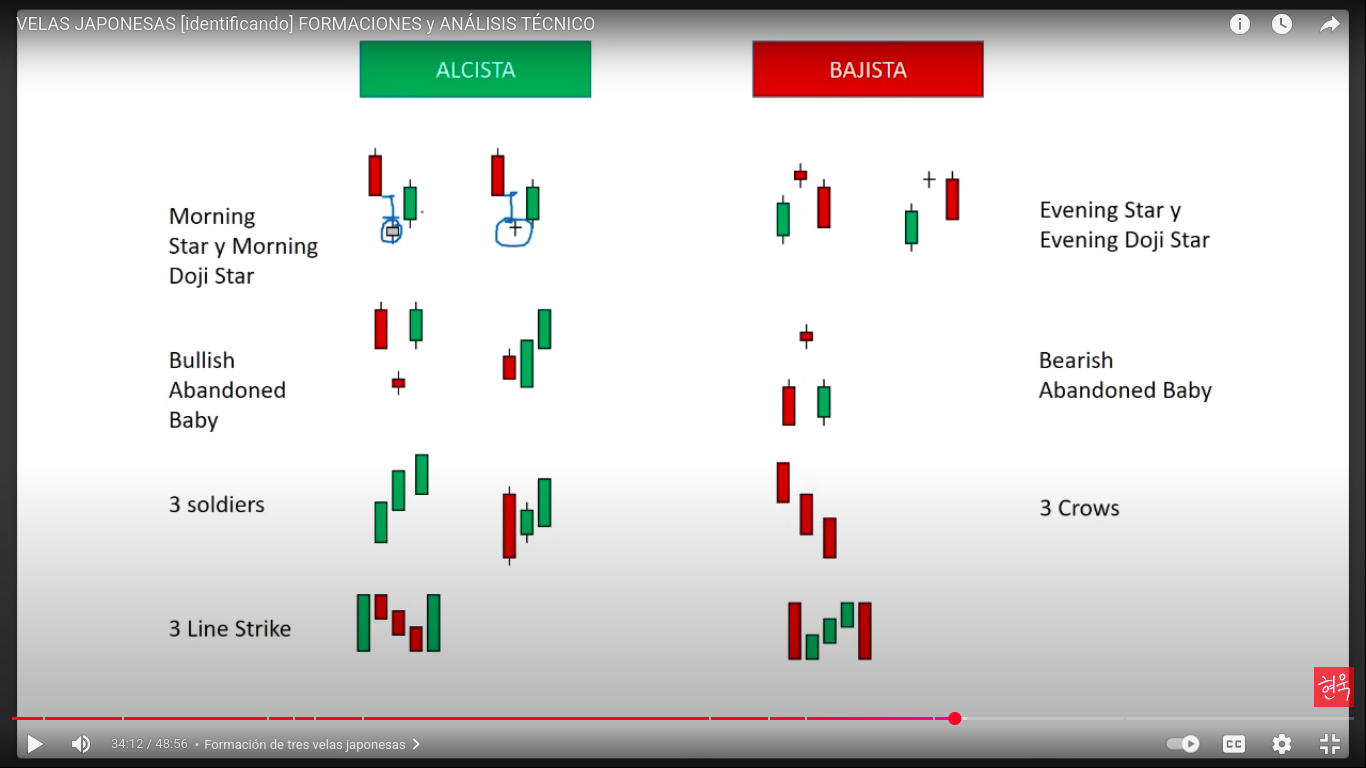 VELAS JAPONESAS [identificando] FORMACIONES y ANÁLISIS TÉCNICO
ALCISTA
BAJISTA
Morning
Star y Morning
Doji Star
Evening Star y
Evening Doji Star
Bullish
Abandoned
Baby
Bearish
Abandoned Baby
3 soldiers
3 Crows
3 Line Strike
현욱
34:12 / 48:56 • Formación de tres velas japonesas
CC